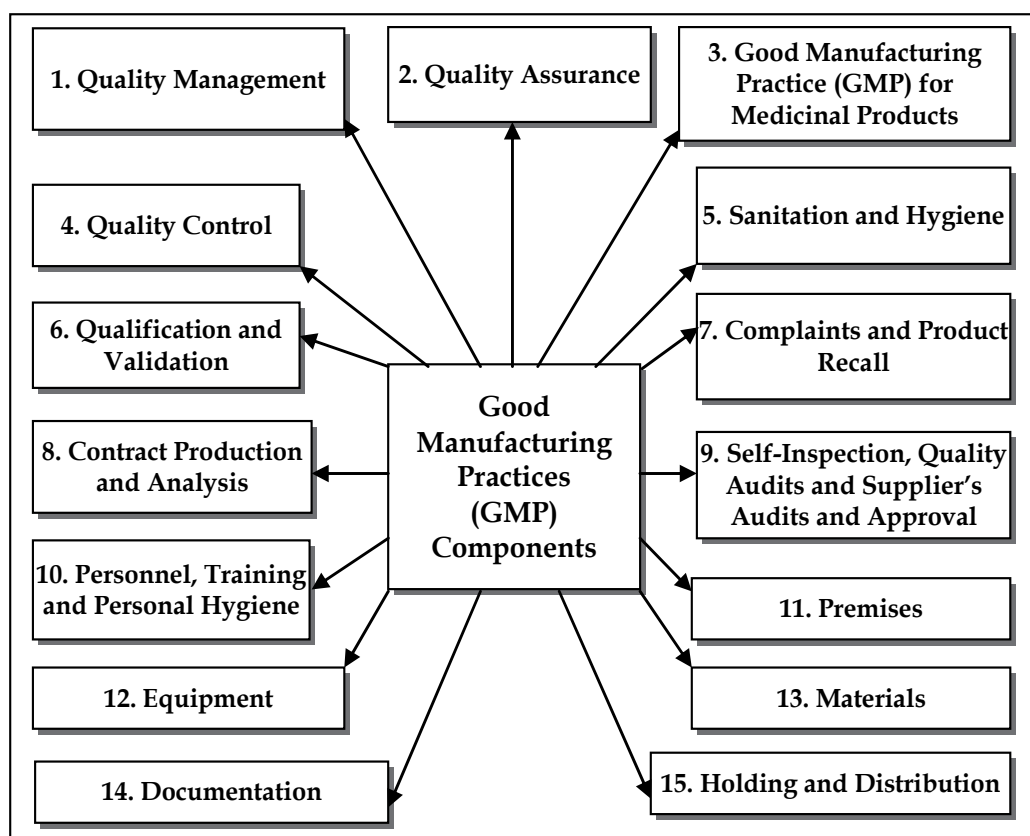 1. Quality Management
2. Quality Assurance
3. Good Manufacturing
Practice (GMP) for
Medicinal Products
4. Quality Control
5. Sanitation and Hygiene
6. Qualification and
Validation
7. Complaints and Product
Recall
Good
Manufacturing
Practices
(GMP)
Components
8. Contract Production
and Analysis
9. Self-Inspection, Quality
Audits and Supplier’s
Audits and Approval
10. Personnel, Training
and Personal Hygiene
11. Premises
12. Equipment
13. Materials
14. Documentation
15. Holding and Distribution